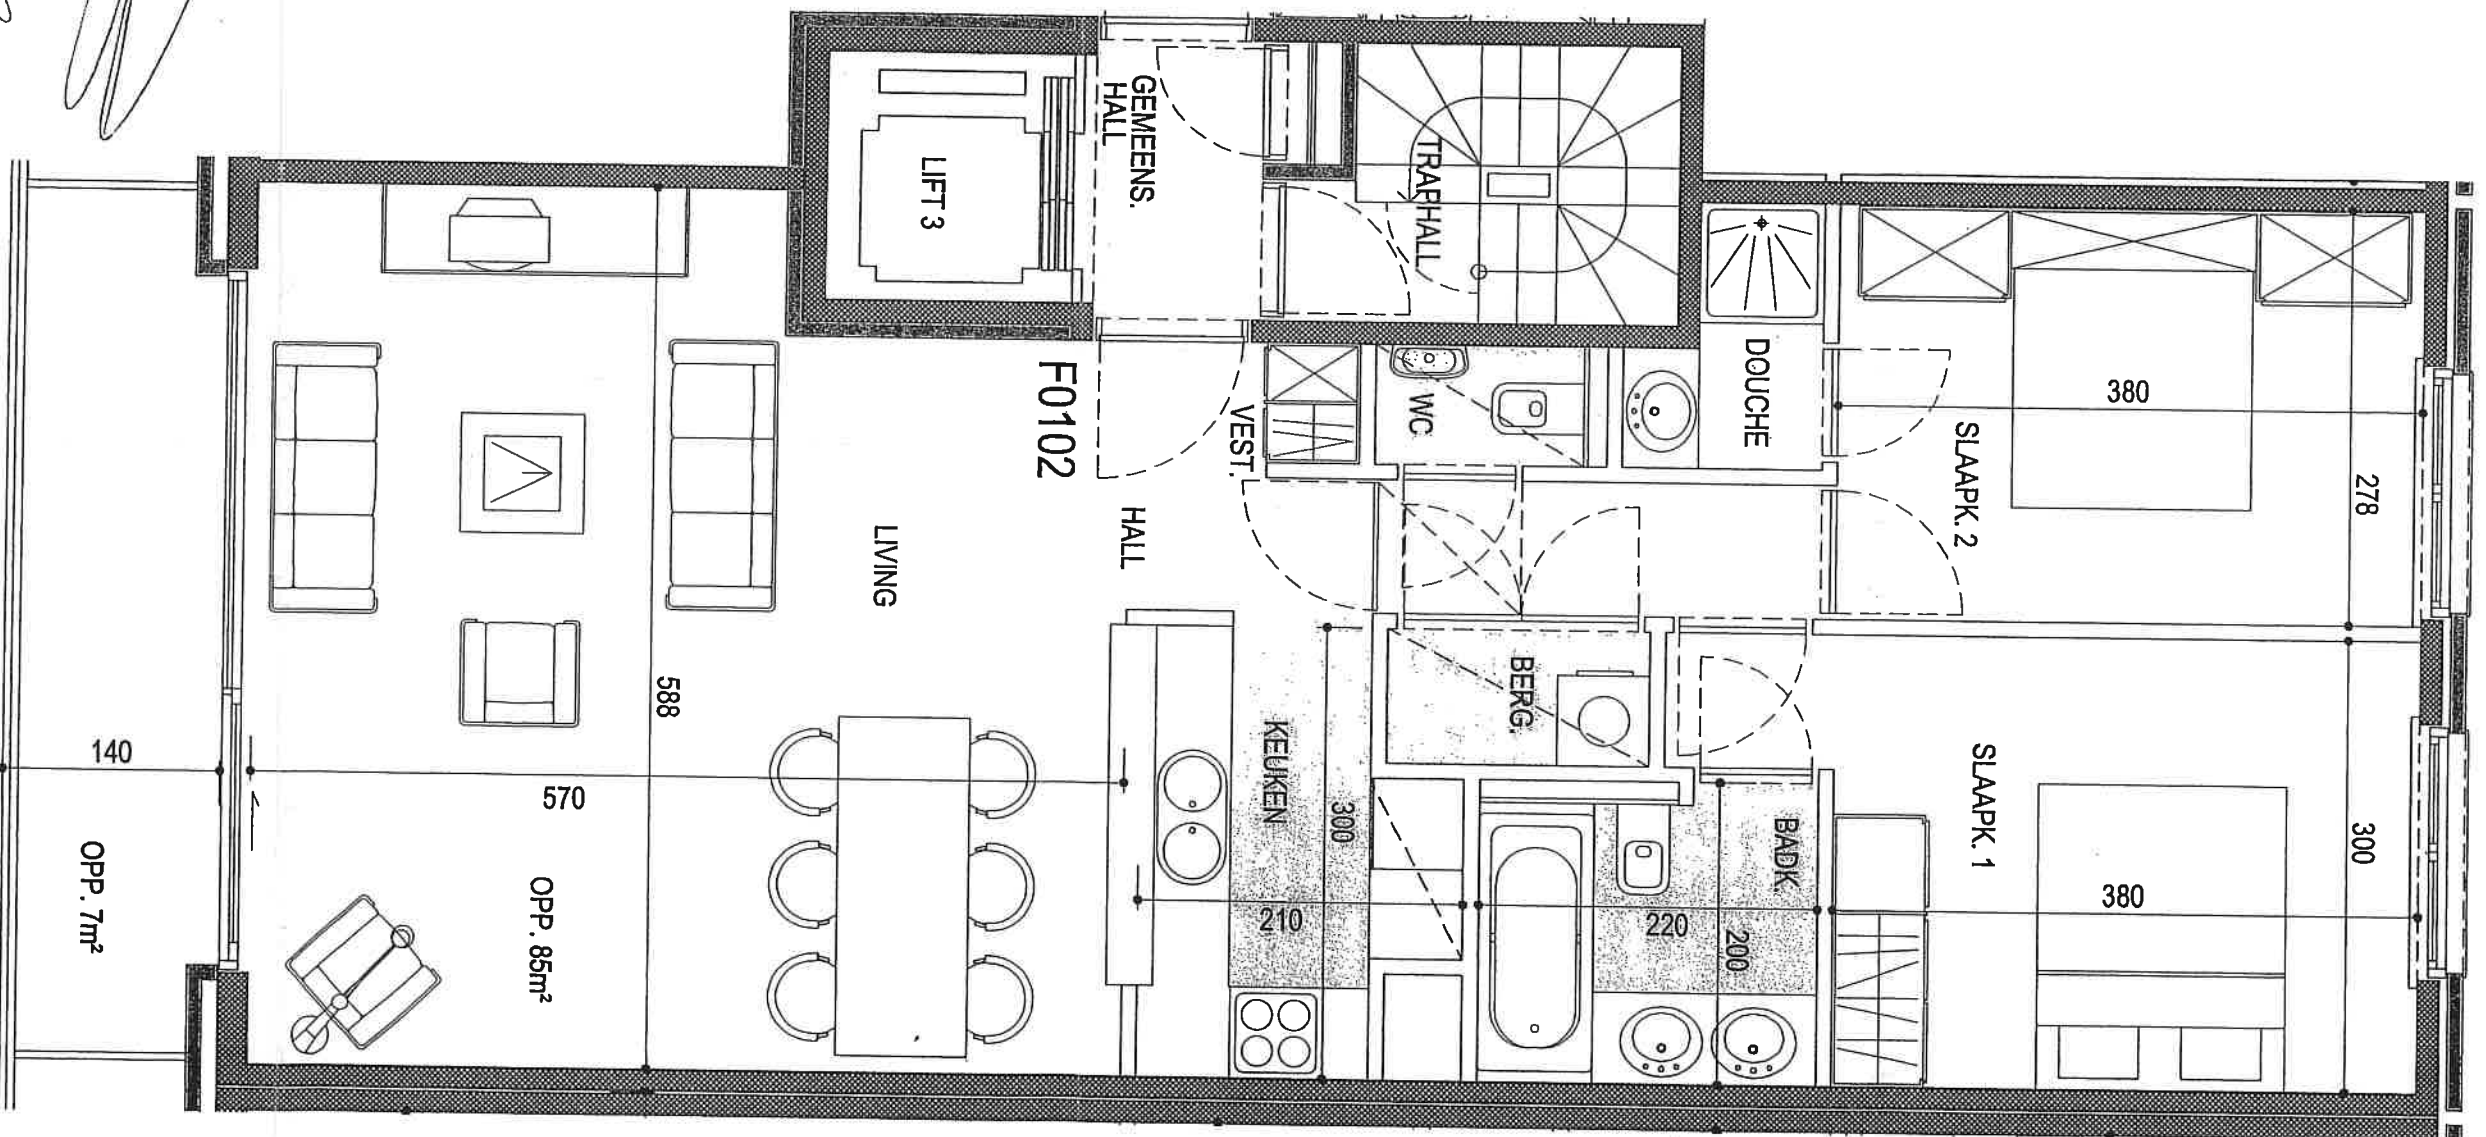 GEMEENS.
HALL
LIFT 3
TRAPHALL
F0102
VEST.
WC
DOUCHE
380
SLAAPK. 2
278
HALL
LIVING
588
BERG.
KEUKEN
300
SLAAPK. 1
300
BADK.
380
140
570
210
220
200
OPP. 7m²
OPP. 85m²